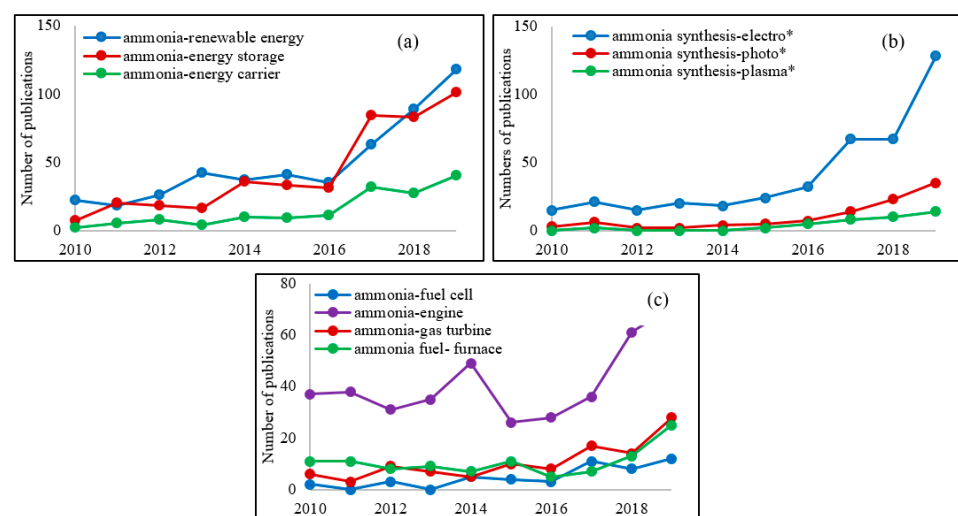 150
100
50
0
Number of publications
ammonia-renewable energy
ammonia-energy storage
ammonia-energy carrier
(a)
2010 2012 2014 2016 2018
150
100
50
0
Numbers of publications
ammonia synthesis-electro*
ammonia synthesis-photo*
ammonia synthesis-plasma*
(b)
2010 2012 2014 2016 2018
80
60
40
20
0
Number of publications
ammonia-fuel cell
ammonia-engine
ammonia-gas turbine
ammonia fuel- furnace
(c)
2010 2012 2014 2016 2018